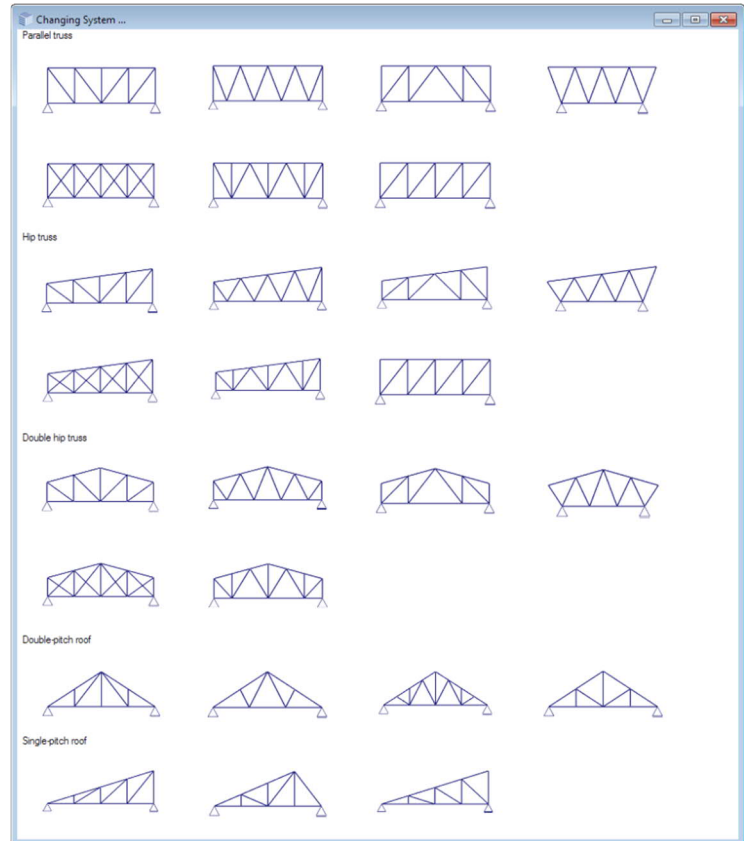 Changing System ...
Parallel truss
Hip truss
Double hip truss
Double-pitch roof
Single-pitch roof